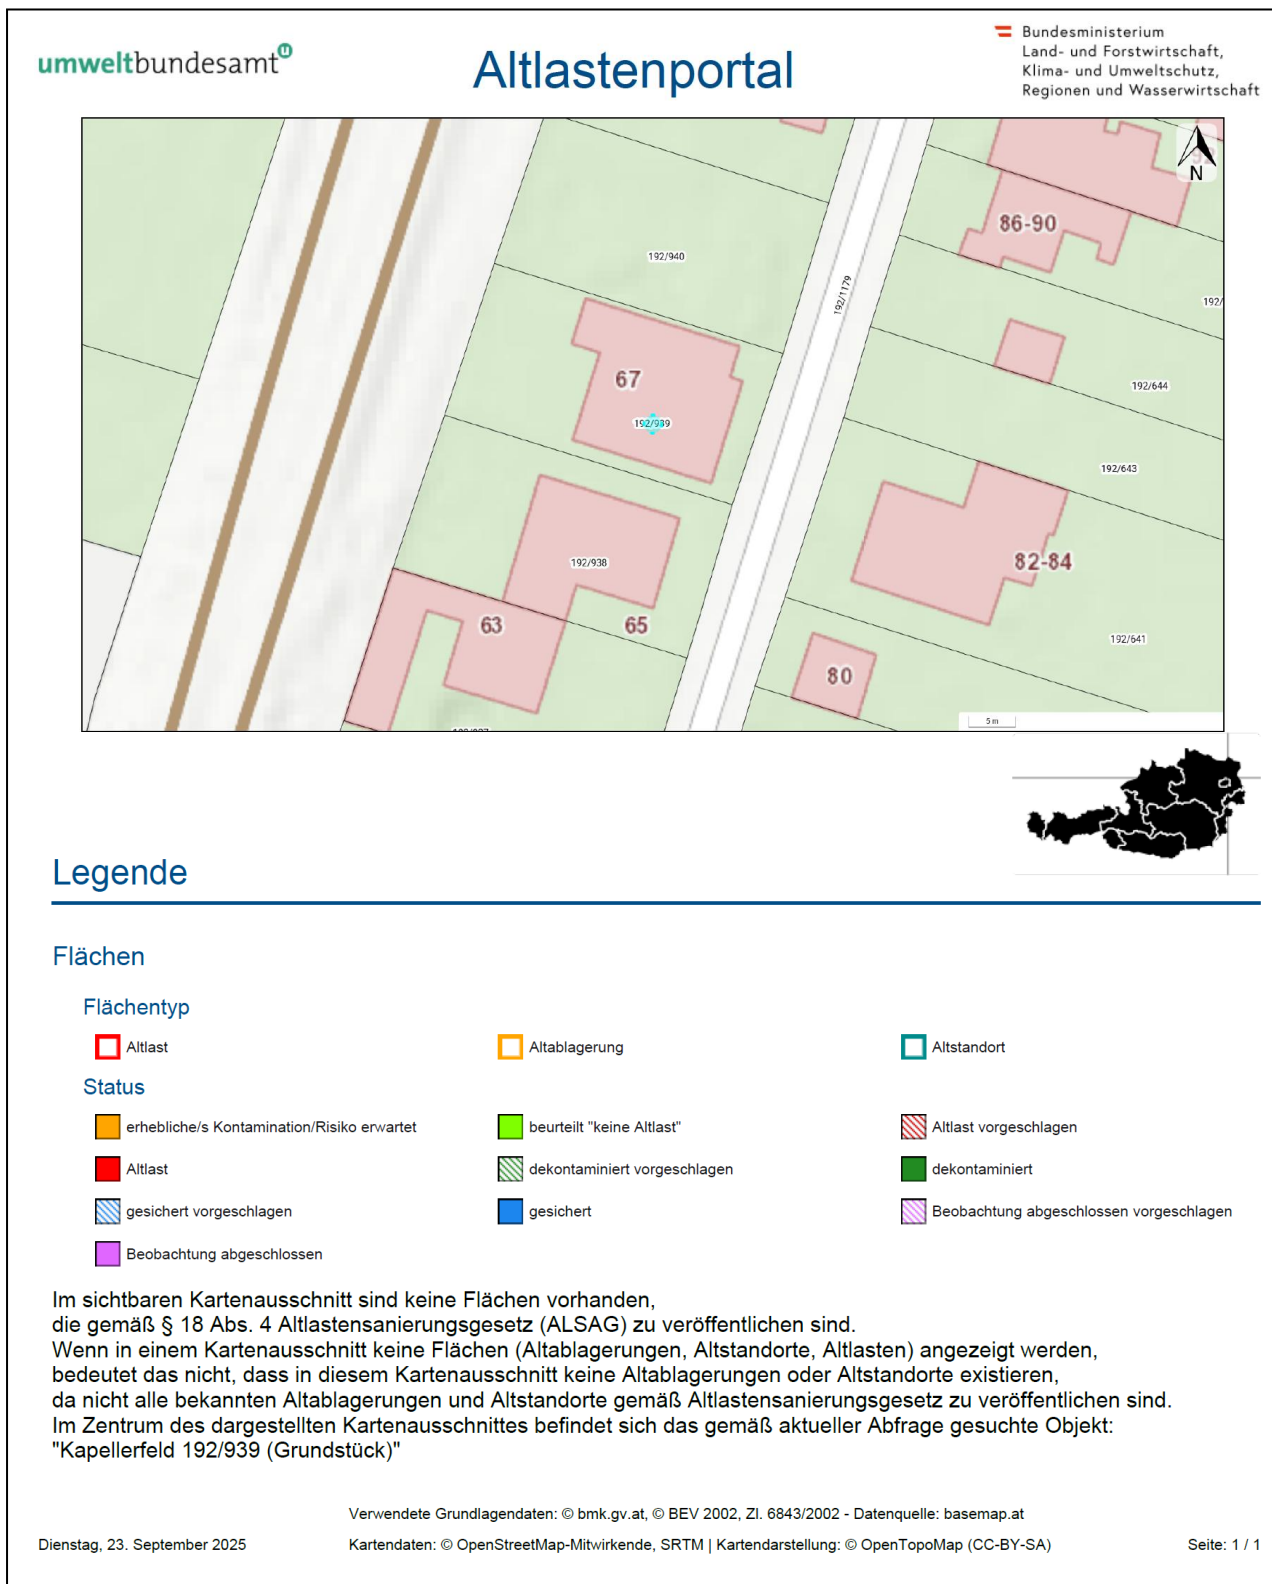 umweltbundesamt
Altlastenportal
Bundesministerium
Land- und Forstwirtschaft,
Klima- und Umweltschutz,
Regionen und Wasserwirtschaft
N
86-90
192/940
192/1179
192/
67
192/644
192/939
192/643
82-84
192/938
63
65
192/641
80
5 m
Legende
Flächen
Flächentyp
Altlast
Altablagerung
Altstandort
Status
erhebliche/s Kontamination/Risiko erwartet
beurteilt "keine Altlast"
Altlast vorgeschlagen
Altlast
dekontaminiert vorgeschlagen
dekontaminiert
gesichert vorgeschlagen
gesichert
Beobachtung abgeschlossen vorgeschlagen
Beobachtung abgeschlossen
Im sichtbaren Kartenausschnitt sind keine Flächen vorhanden,
die gemäß § 18 Abs. 4 Altlastensanierungsgesetz (ALSAG) zu veröffentlichen sind.
Wenn in einem Kartenausschnitt keine Flächen (Altablagerungen, Altstandorte, Altlasten) angezeigt werden,
bedeutet das nicht, dass in diesem Kartenausschnitt keine Altablagerungen oder Altstandorte existieren,
da nicht alle bekannten Altablagerungen und Altstandorte gemäß Altlastensanierungsgesetz zu veröffentlichen sind.
Im Zentrum des dargestellten Kartenausschnittes befindet sich das gemäß aktueller Abfrage gesuchte Objekt:
"Kapellerfeld 192/939 (Grundstück)"
Verwendete Grundlagendaten: © bmk.gv.at, © BEV 2002, Zl. 6843/2002 - Datenquelle: basemap.at
Dienstag, 23. September 2025
Kartendaten: © OpenStreetMap-Mitwirkende, SRTM | Kartendarstellung: © OpenTopoMap (CC-BY-SA)
Seite: 1 / 1